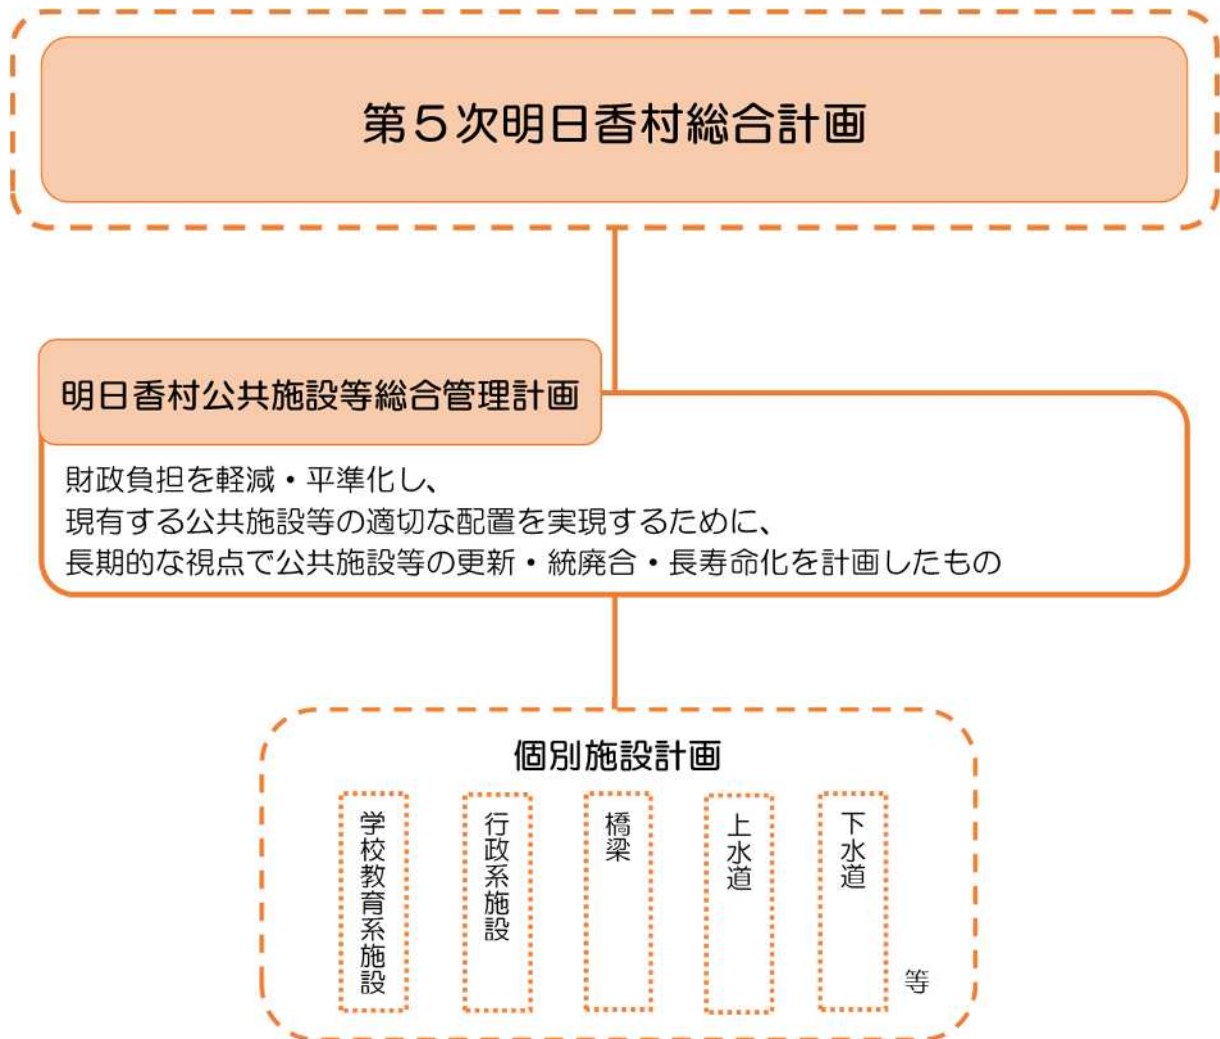 第５次明日香村総合計画
明日香村公共施設等総合管理計画
財政負担を軽減・平準化し、
現有する公共施設等の適切な配置を実現するために、
長期的な視点で公共施設等の更新・統廃合・長寿命化を計画したもの
個別施設計画
学校教育系施設
行政系施設
橋梁
上水道
下水道
等